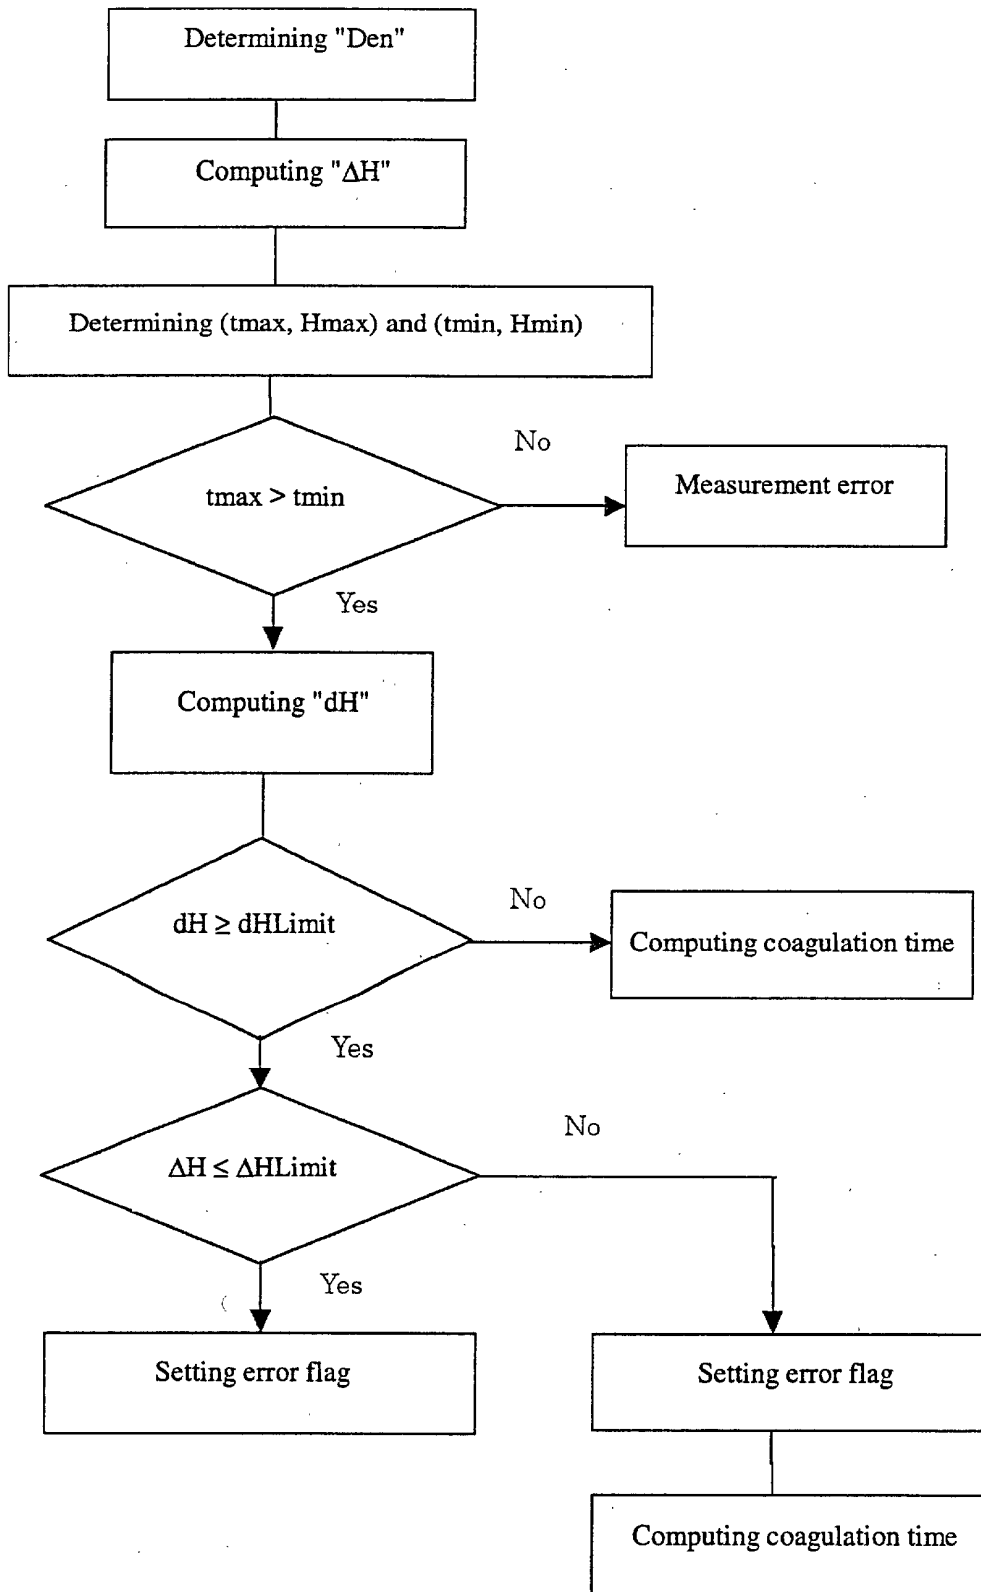 Determining "Den"
Computing "ΔH"
Determining (tmax, Hmax) and (tmin, Hmin)
No
tmax > tmin
Measurement error
Yes
Computing "dH"
No
dH ≥ dHLimit
Computing coagulation time
Yes
No
ΔH ≤ ΔHLimit
Yes
Setting error flag
Setting error flag
Computing coagulation time